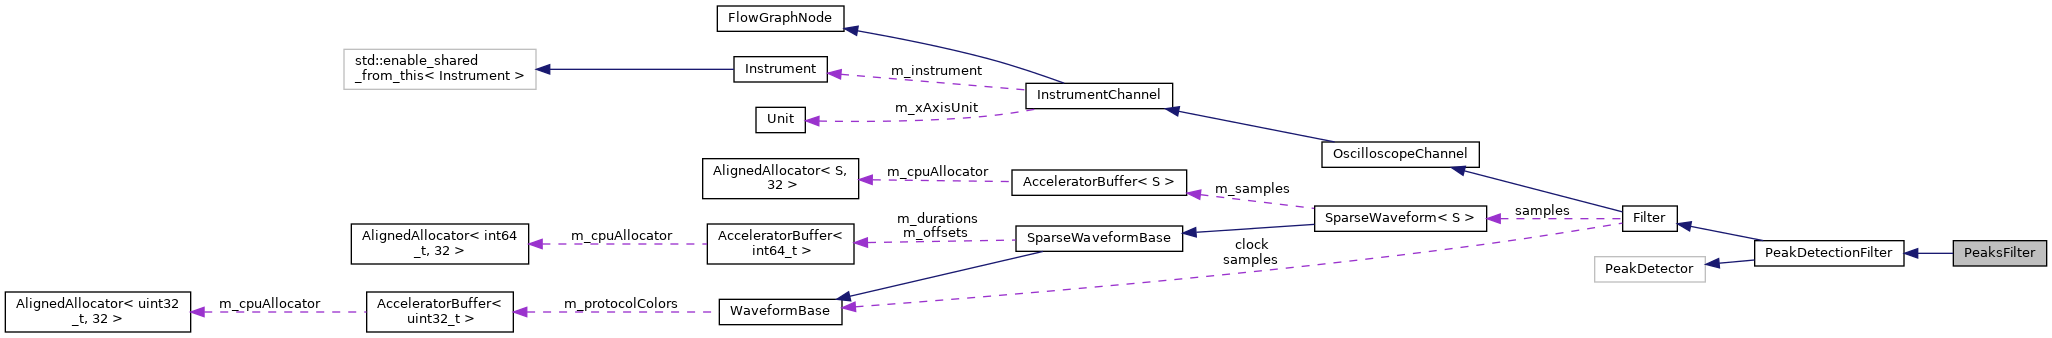 FlowGraphNode
std::enable_shared
_from_this< Instrument >
Instrument
m_instrument
InstrumentChannel
m_xAxisUnit
Unit
OscilloscopeChannel
AlignedAllocator< S,
32 >
m_cpuAllocator
AcceleratorBuffer< S >
m_samples
SparseWaveform< S >
samples
Filter
AlignedAllocator< int64
_t, 32 >
m_cpuAllocator
AcceleratorBuffer<
int64_t >
m_durations
m_offsets
SparseWaveformBase
clock
samples
PeakDetectionFilter
PeaksFilter
PeakDetector
AlignedAllocator< uint32
_t, 32 >
m_cpuAllocator
AcceleratorBuffer<
uint32_t >
m_protocolColors
WaveformBase